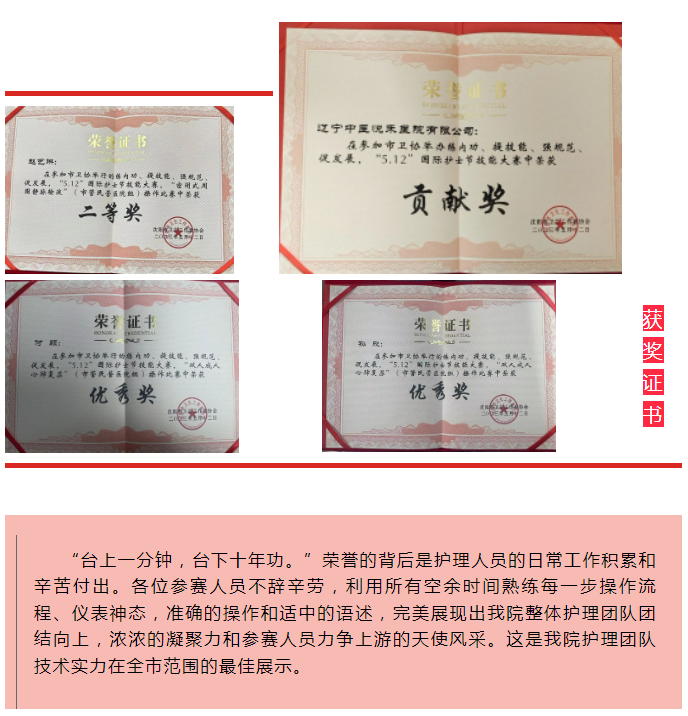 荣誉证书
辽宁中医悦禾医院有限公司:
在参加市卫协举办练内功、提技能、强规范、
促发展,“5.12”国际护士节技能大赛中荣获
贡献奖
荣誉证书
赵艺琳:
在参加市卫协举行的练内功、提技能、强规范、
促发展,“5.12”国际护士节技能大赛,“密闭式周
围静脉输液”(市管民营医院组)操作比赛中荣获
二等奖
荣誉证书
在参加市卫协举行的练内功、提技能、强规范、
促发展,“5.12”国际护士节技能大赛,“双人成人
心肺复苏”(市管民营医院组)操作比赛中荣获
优秀奖
荣誉证书
在参加市卫协举行的练内功、提技能、强规范、
促发展,“5.12”国际护士节技能大赛,“双人成人
心肺复苏”(市管民营医院组)操作比赛中荣获
优秀奖
获
奖
证
书
“台上一分钟,台下十年功。”荣誉的背后是护理人员的日常工作积累和
辛苦付出。各位参赛人员不辞辛劳,利用所有空余时间熟练每一步操作流
程、仪表神态,准确的操作和适中的语述,完美展现出我院整体护理团队团
结向上,浓浓的凝聚力和参赛人员力争上游的天使风采。这是我院护理团队
技术实力在全市范围的最佳展示。